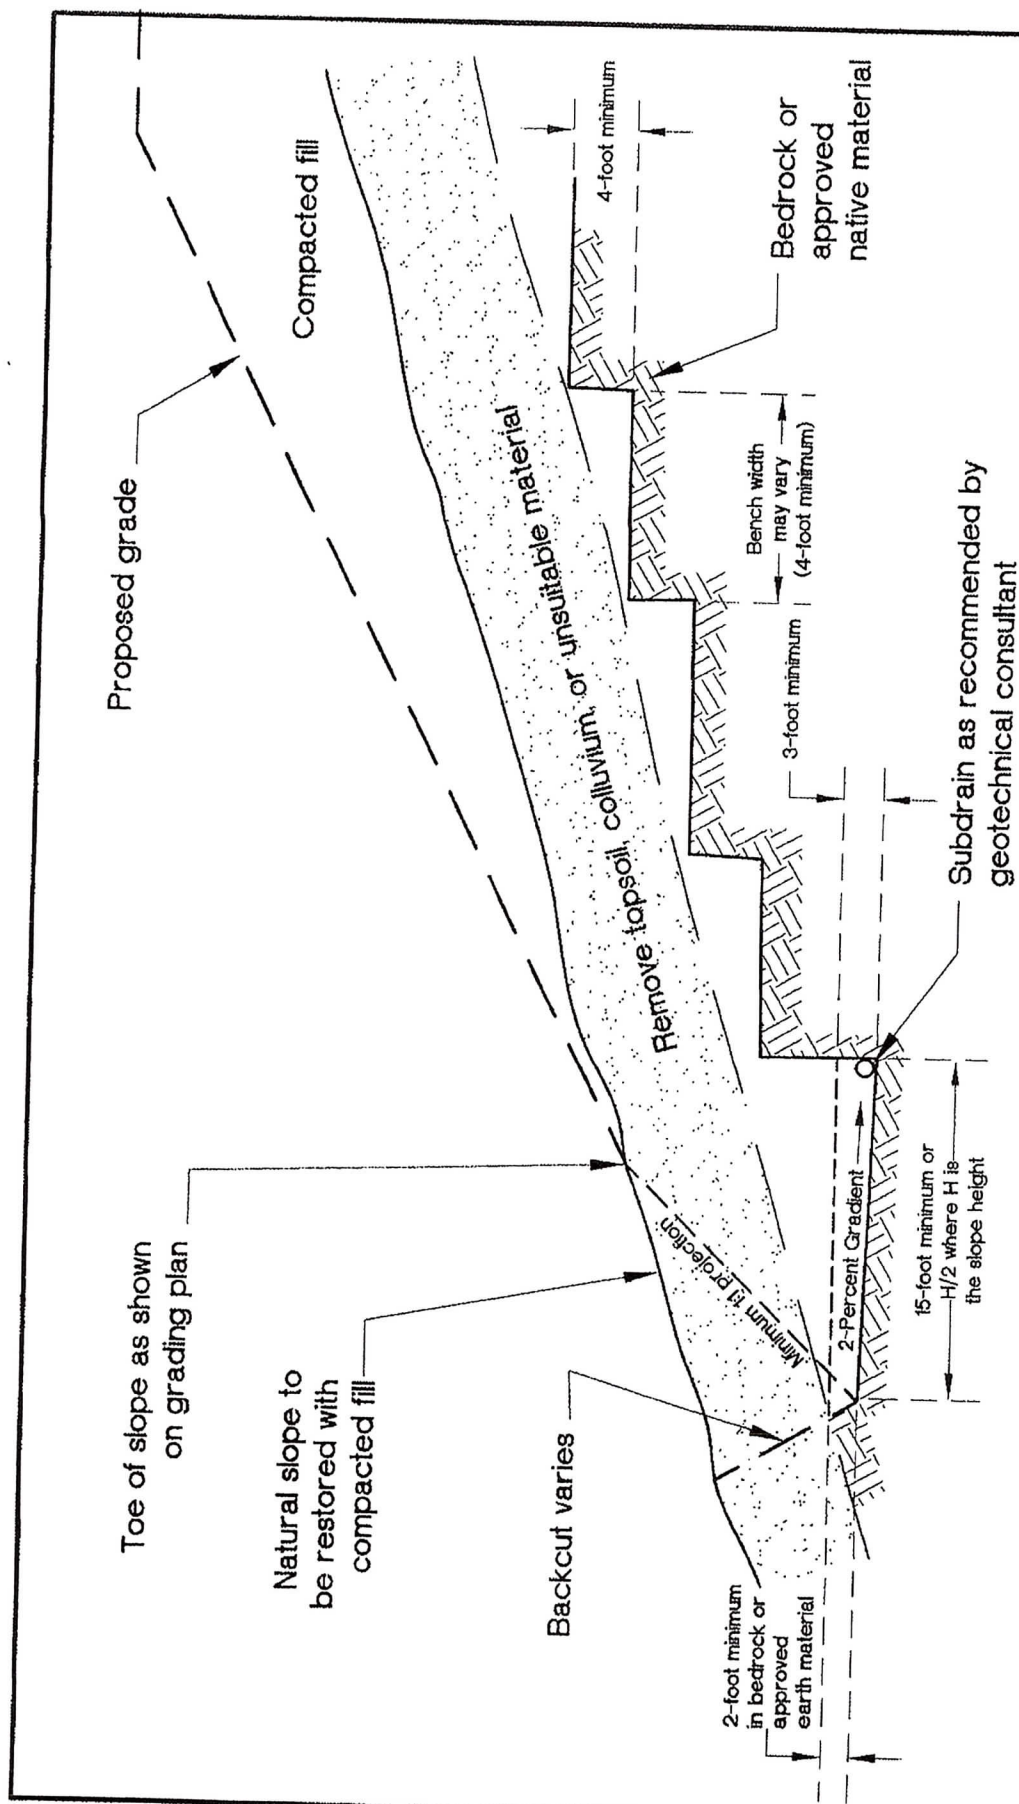 Proposed grade
Compacted fill
Toe of slope as shown
on grading plan
Natural slope to
be restored with
compacted fill
Backcut varies
Remove topsoil, colluvium, or unsuitable material
Minimum 1:1 projection
4-foot minimum
Bedrock or
approved
native material
Bench width
may vary
(4-foot minimum)
3-foot minimum
2-foot minimum
in bedrock or
approved
earth material
2-Percent Gradient
15-foot minimum or
H/2 where H is
the slope height
Subdrain as recommended by
geotechnical consultant